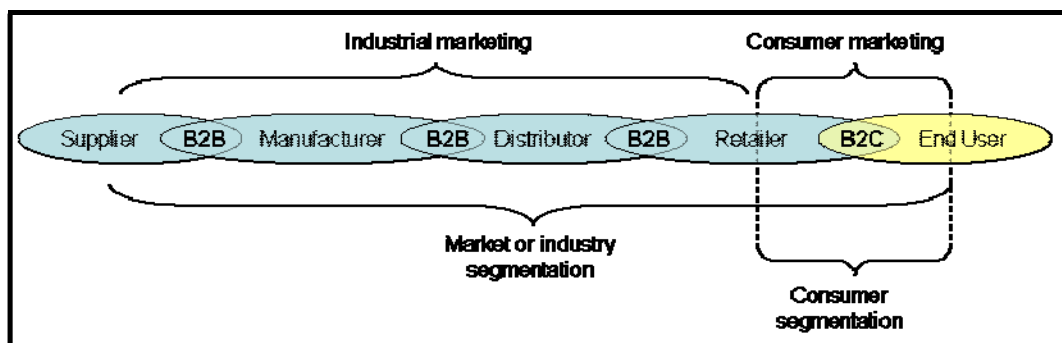 Industrial marketing Consumer marketing
Supplier B2B Manufacturer B2B Distributor B2B Retailer B2C End User
Market or industry
segmentation
Consumer
segmentation